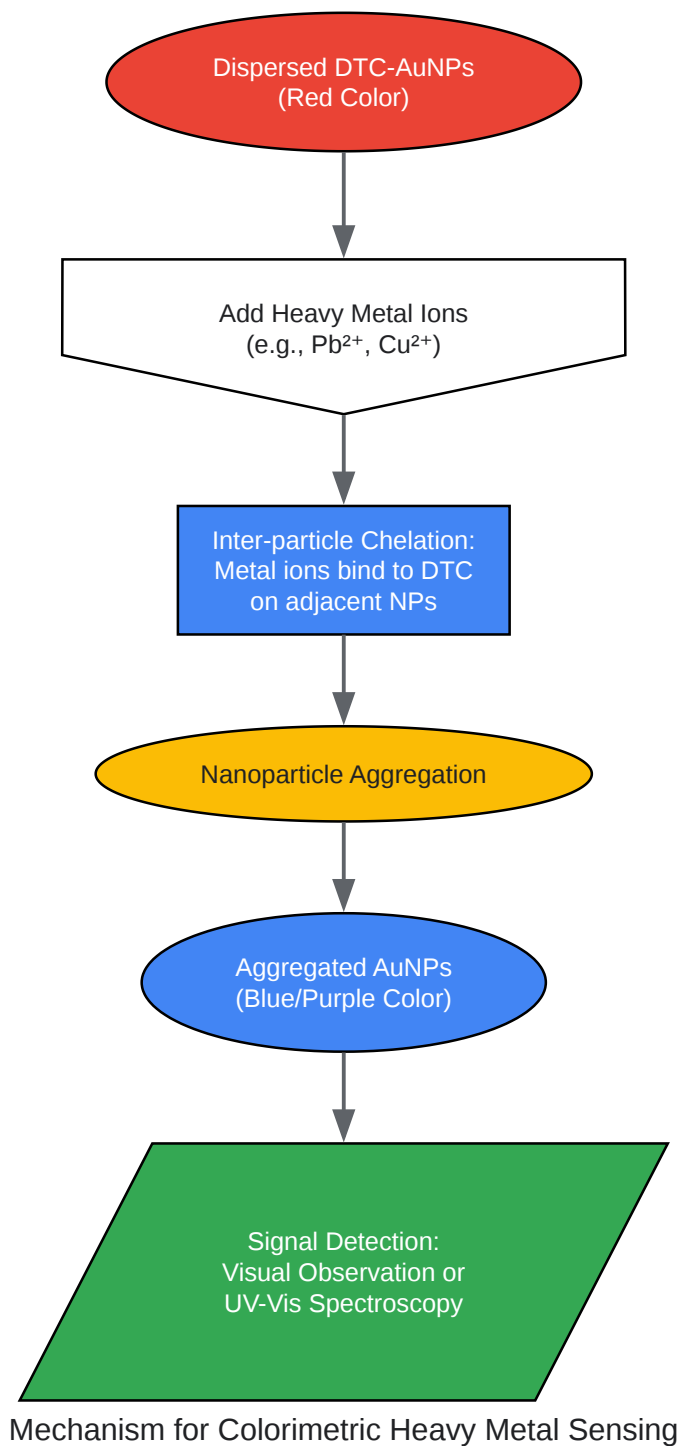 Dispersed DTC-AuNPs
(Red Color)
Add Heavy Metal Ions
(e.g., Pb²⁺, Cu²⁺)
Inter-particle Chelation:
Metal ions bind to DTC
on adjacent NPs
Nanoparticle Aggregation
Aggregated AuNPs
(Blue/Purple Color)
Signal Detection:
Visual Observation or
UV-Vis Spectroscopy
Mechanism for Colorimetric Heavy Metal Sensing